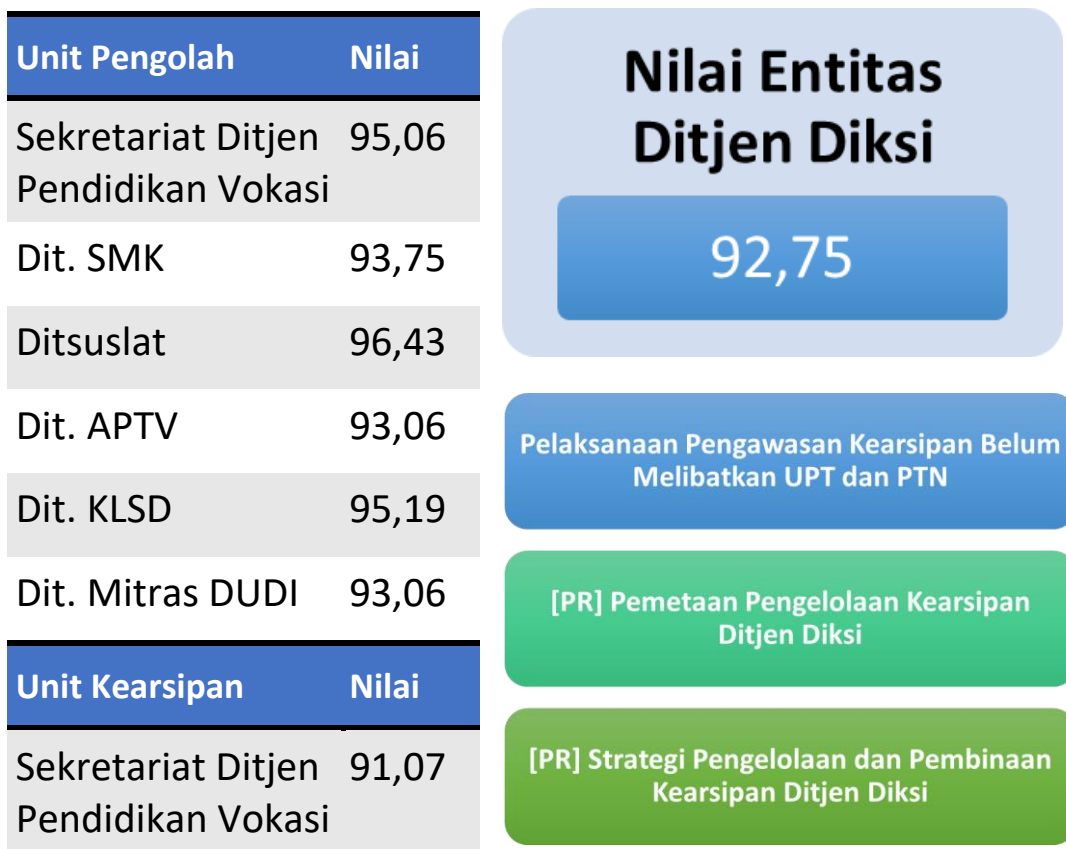 Unit Pengolah Nilai
Sekretariat Ditjen 95,06
Pendidikan Vokasi
Dit. SMK 93,75
Ditsuslat 96,43
Dit. APTV 93,06
Dit. KLSD 95,19
Dit. Mitras DUDI 93,06
Unit Kearsipan Nilai
Sekretariat Ditjen 91,07
Pendidikan Vokasi
Nilai Entitas
Ditjen Diksi
92,75
Pelaksanaan Pengawasan Kearsipan Belum
Melibatkan UPT dan PTN
[PR] Pemetaan Pengelolaan Kearsipan
Ditjen Diksi
[PR] Strategi Pengelolaan dan Pembinaan
Kearsipan Ditjen Diksi